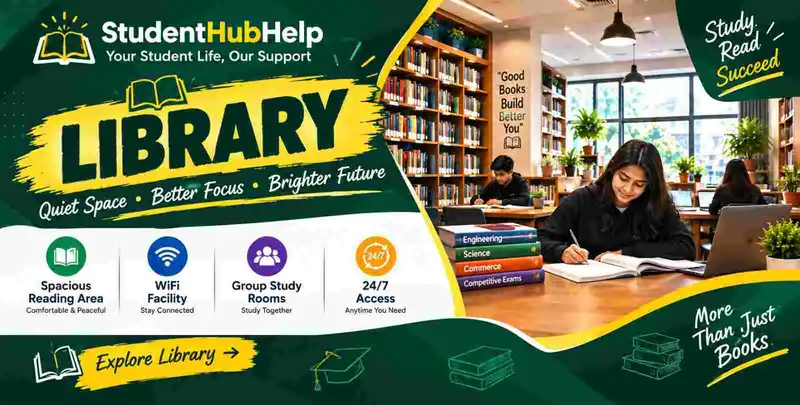 StudentHubHelp
Your Student Life, Our Support
LIBRARY
Quiet Space • Better Focus • Brighter Future
Spacious
Reading Area
Comfortable & Peaceful
WiFi
Facility
Stay Connected
Group Study
Rooms
Study Together
24/7
24/7
Access
Anytime You Need
Explore Library →
"Good
Books
Build
Better
You"
Engineering
Science
Commerce
Competitive Exams
Study
Read
Succeed
More
Than Just
Books